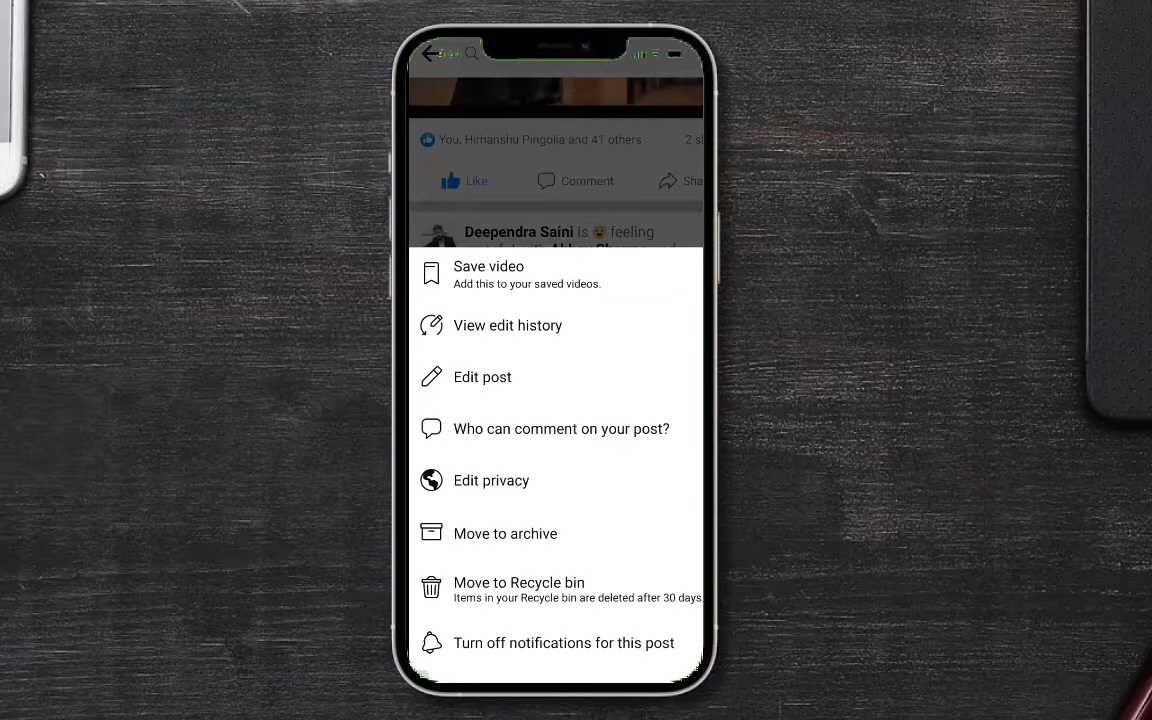 You, Himanshu Pingolia and 41 others
2 s
Like
Comment
Sha
Deependra Saini is 😉 feeling
Save video
Add this to your saved videos.
View edit history
Edit post
Who can comment on your post?
Edit privacy
Move to archive
Move to Recycle bin
Items in your Recycle bin are deleted after 30 days
Turn off notifications for this post